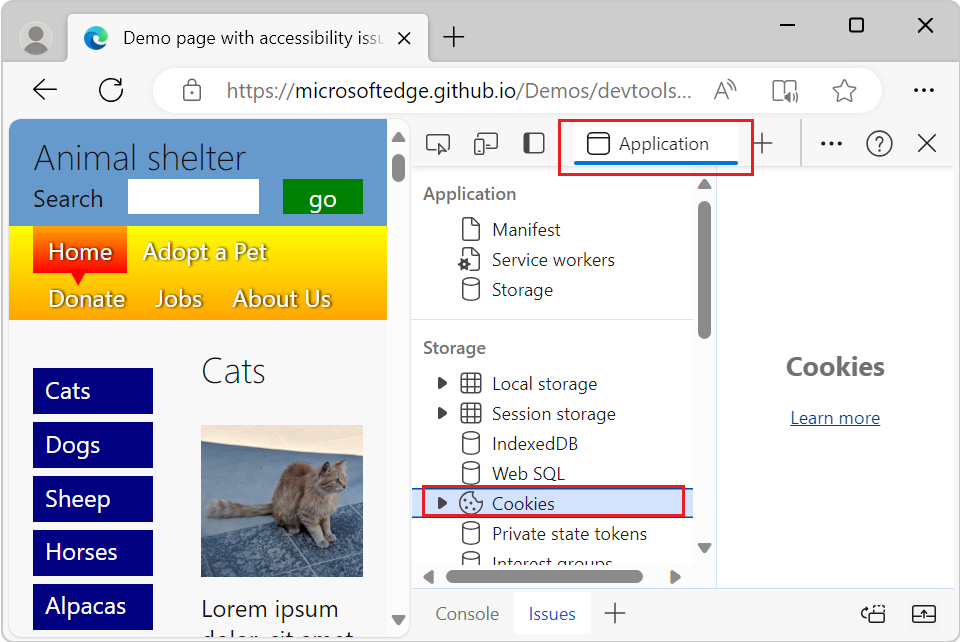 Demo page with accessibility issu
https://microsoftedge.github.io/Demos/devtools...
Animal shelter
Search
go
Home
Adopt a Pet
Donate
Jobs
About Us
Cats
Dogs
Sheep
Horses
Alpacas
Cats
Lorem ipsum
dolor, sit amet
Application
Application
Manifest
Service workers
Storage
Storage
Local storage
Session storage
IndexedDB
Web SQL
Cookies
Private state tokens
Interest groups
Cookies
Learn more
Console
Issues